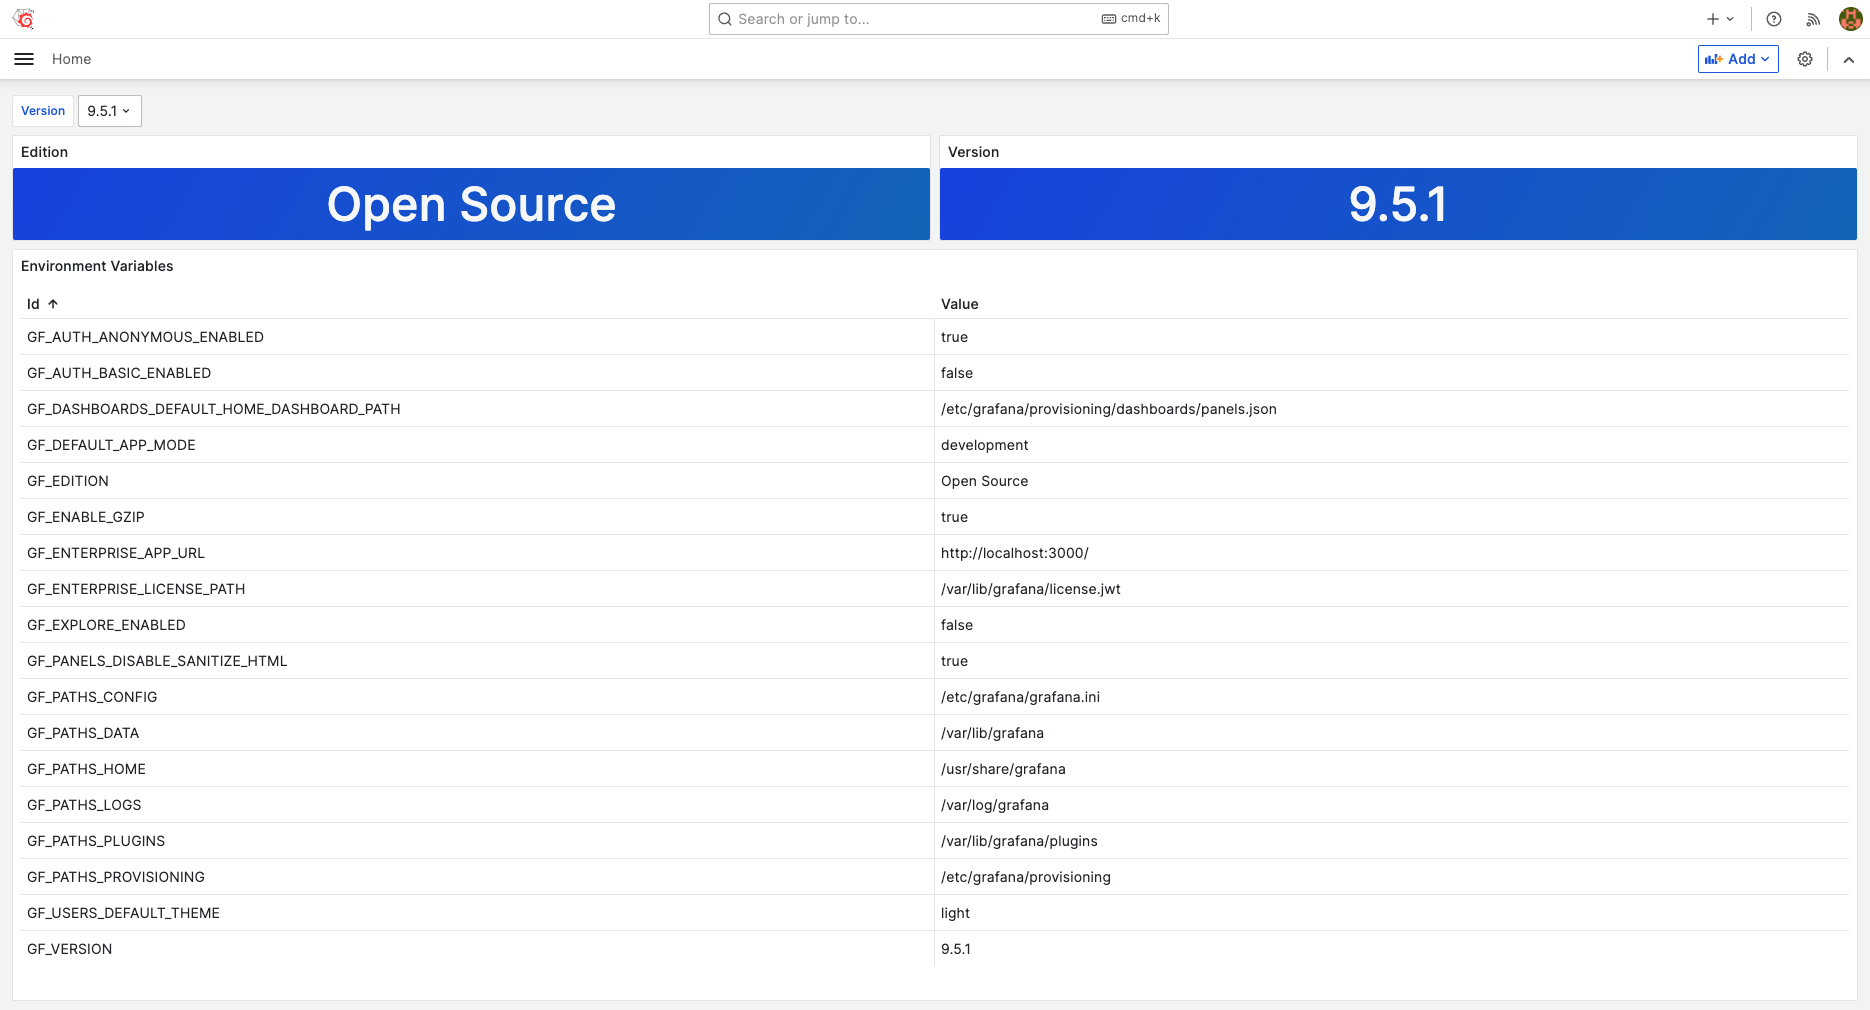 Search or jump to... cmd+k
Home Add
Version 9.5.1
Edition Version
Open Source 9.5.1
Environment Variables
Id Value
GF_AUTH_ANONYMOUS_ENABLED true
GF_AUTH_BASIC_ENABLED false
GF_DASHBOARDS_DEFAULT_HOME_DASHBOARD_PATH /etc/grafana/provisioning/dashboards/panels.json
GF_DEFAULT_APP_MODE development
GF_EDITION Open Source
GF_ENABLE_GZIP true
GF_ENTERPRISE_APP_URL http://localhost:3000/
GF_ENTERPRISE_LICENSE_PATH /var/lib/grafana/license.jwt
GF_EXPLORE_ENABLED false
GF_PANELS_DISABLE_SANITIZE_HTML true
GF_PATHS_CONFIG /etc/grafana/grafana.ini
GF_PATHS_DATA /var/lib/grafana
GF_PATHS_HOME /usr/share/grafana
GF_PATHS_LOGS /var/log/grafana
GF_PATHS_PLUGINS /var/lib/grafana/plugins
GF_PATHS_PROVISIONING /etc/grafana/provisioning
GF_USERS_DEFAULT_THEME light
GF_VERSION 9.5.1